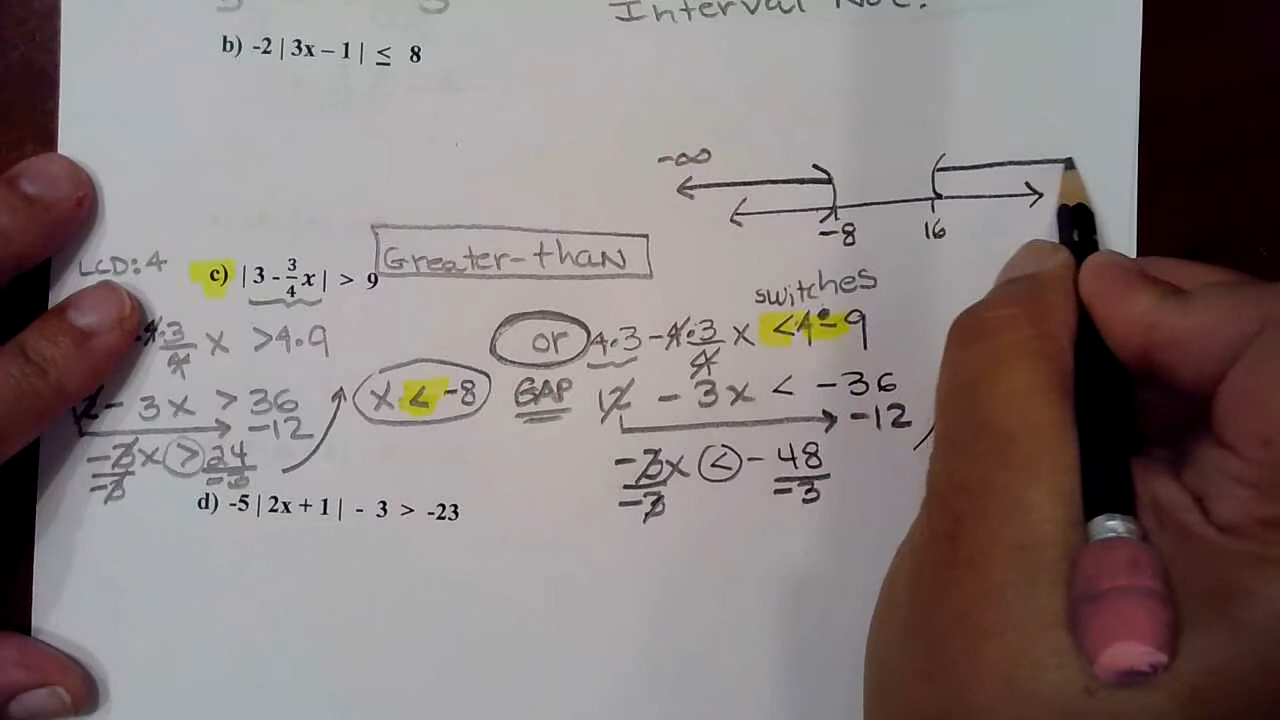 Interval Not.
b) -2 | 3x – 1 | ≤ 8
-∞
-8 16
Greater-than
LCD: 4
c) | 3 - 3/4 x | > 9
switches
4·3/4 x > 4·9 or 4·3 - 4·3/4 x < 4·-9
x < -8 GAP
12 - 3x > 36 12 - 3x < -36
-12 -12
-3x > 24 -3x < -48
-3 -3 -3 -3
d) -5 | 2x + 1 | - 3 > -23